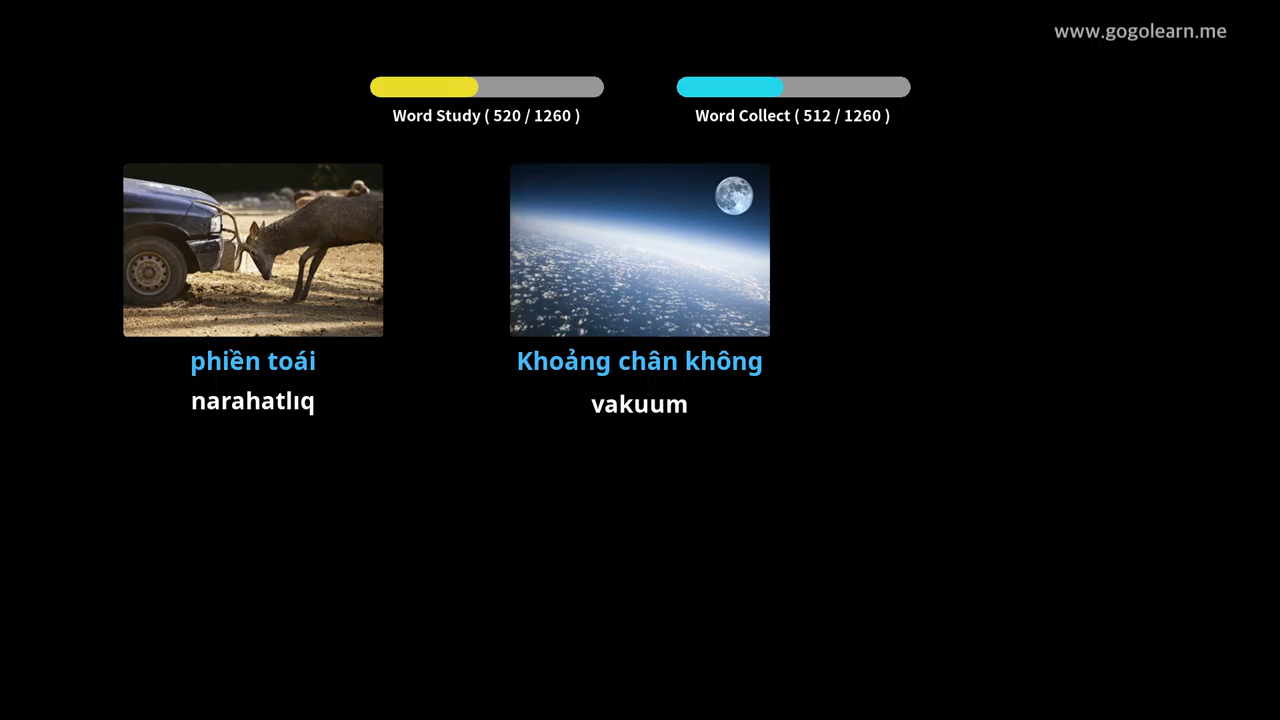 www.gogolearn.me
Word Study ( 520 / 1260 )
Word Collect ( 512 / 1260 )
phiền toái
narahatlıq
Khoảng chân không
vakuum